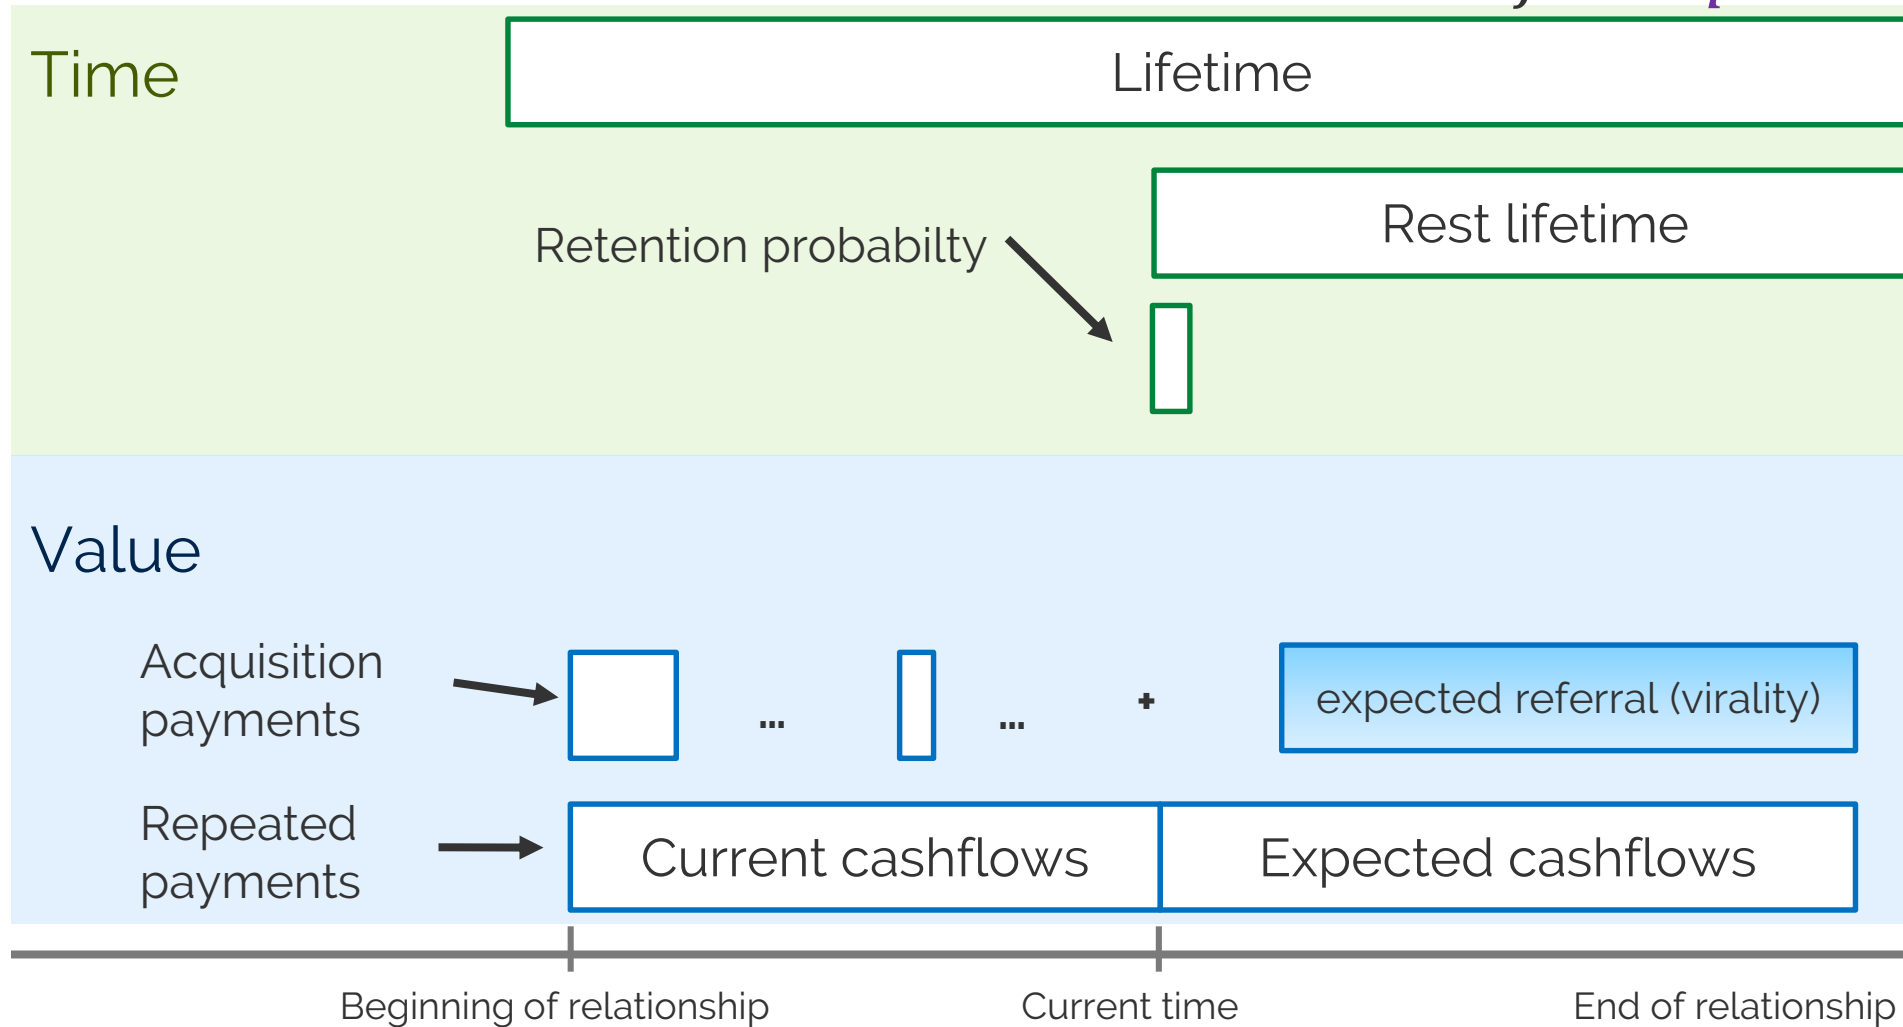 Time
Lifetime
Rest lifetime
Retention probabilty
Value
Acquisition
payments
...
...
+
expected referral (virality)
Repeated
payments
Current cashflows
Expected cashflows
Beginning of relationship
Current time
End of relationship